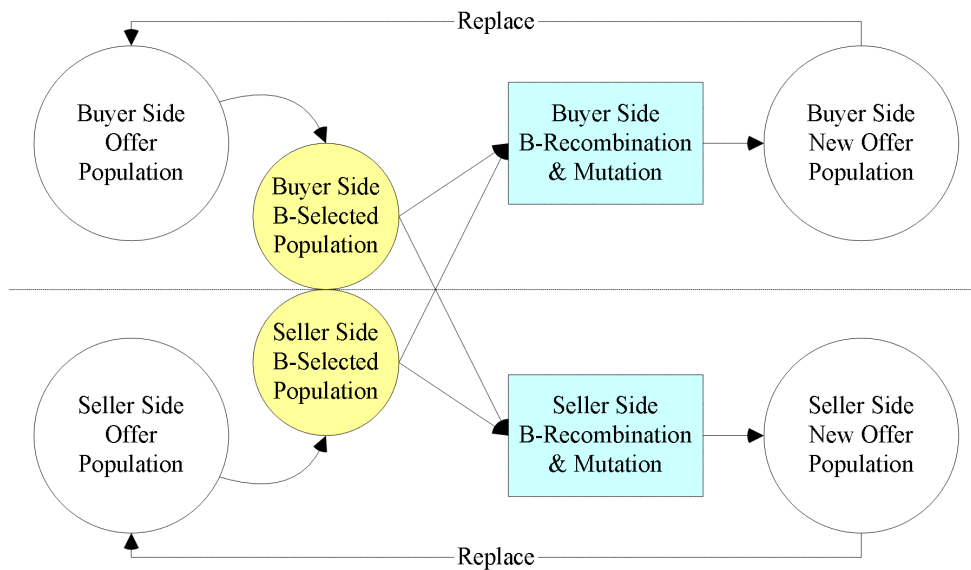 Replace
Buyer Side
Offer
Population
Buyer Side
B-Selected
Population
Buyer Side
B-Recombination
& Mutation
Buyer Side
New Offer
Population
Seller Side
Offer
Population
Seller Side
B-Selected
Population
Seller Side
B-Recombination
& Mutation
Seller Side
New Offer
Population
Replace